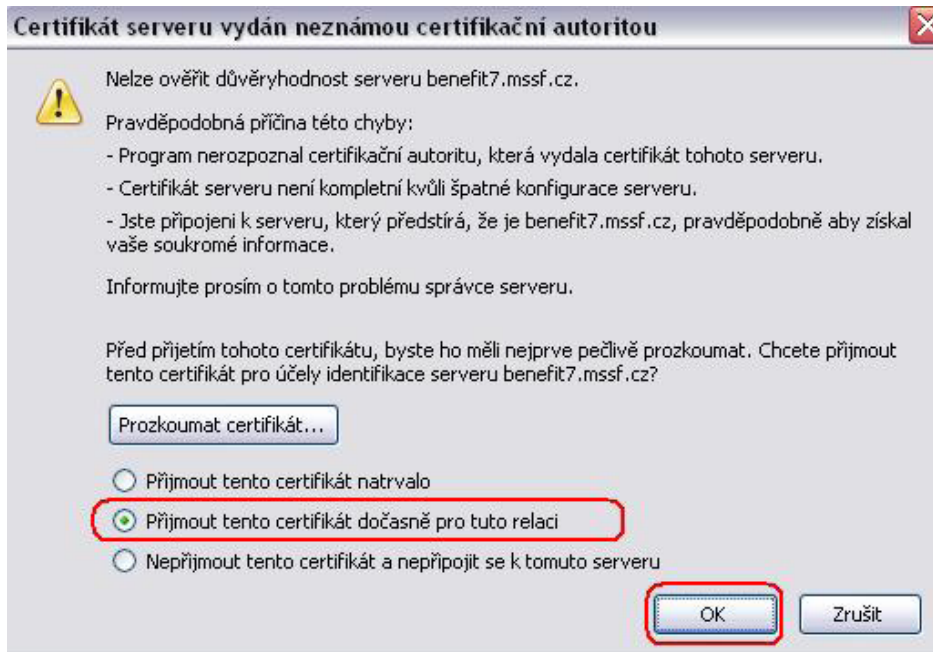 Certifikát serveru vydán neznámou certifikační autoritou
Nelze ověřit důvěryhodnost serveru benefit7.mssf.cz.
Pravděpodobná příčina této chyby:
- Program nerozpoznal certifikační autoritu, která vydala certifikát tohoto serveru.
- Certifikát serveru není kompletní kvůli špatné konfigurace serveru.
- Jste připojeni k serveru, který předstírá, že je benefit7.mssf.cz, pravděpodobně aby získal
vaše soukromé informace.
Informujte prosím o tomto problému správce serveru.
Před přijetím tohoto certifikátu, byste ho měli nejprve pečlivě prozkoumat. Chcete přijmout
tento certifikát pro účely identifikace serveru benefit7.mssf.cz?
Prozkoumat certifikát...
Přijmout tento certifikát natrvalo
Přijmout tento certifikát dočasně pro tuto relaci
Nepřijmout tento certifikát a nepřipojit se k tomuto serveru
OK
Zrušit